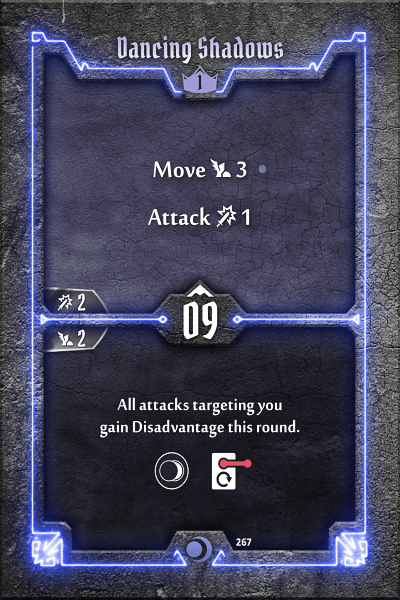 Dancing Shadows
1
Move 3
Attack 1
2
09
2
All attacks targeting you
gain Disadvantage this round.
267